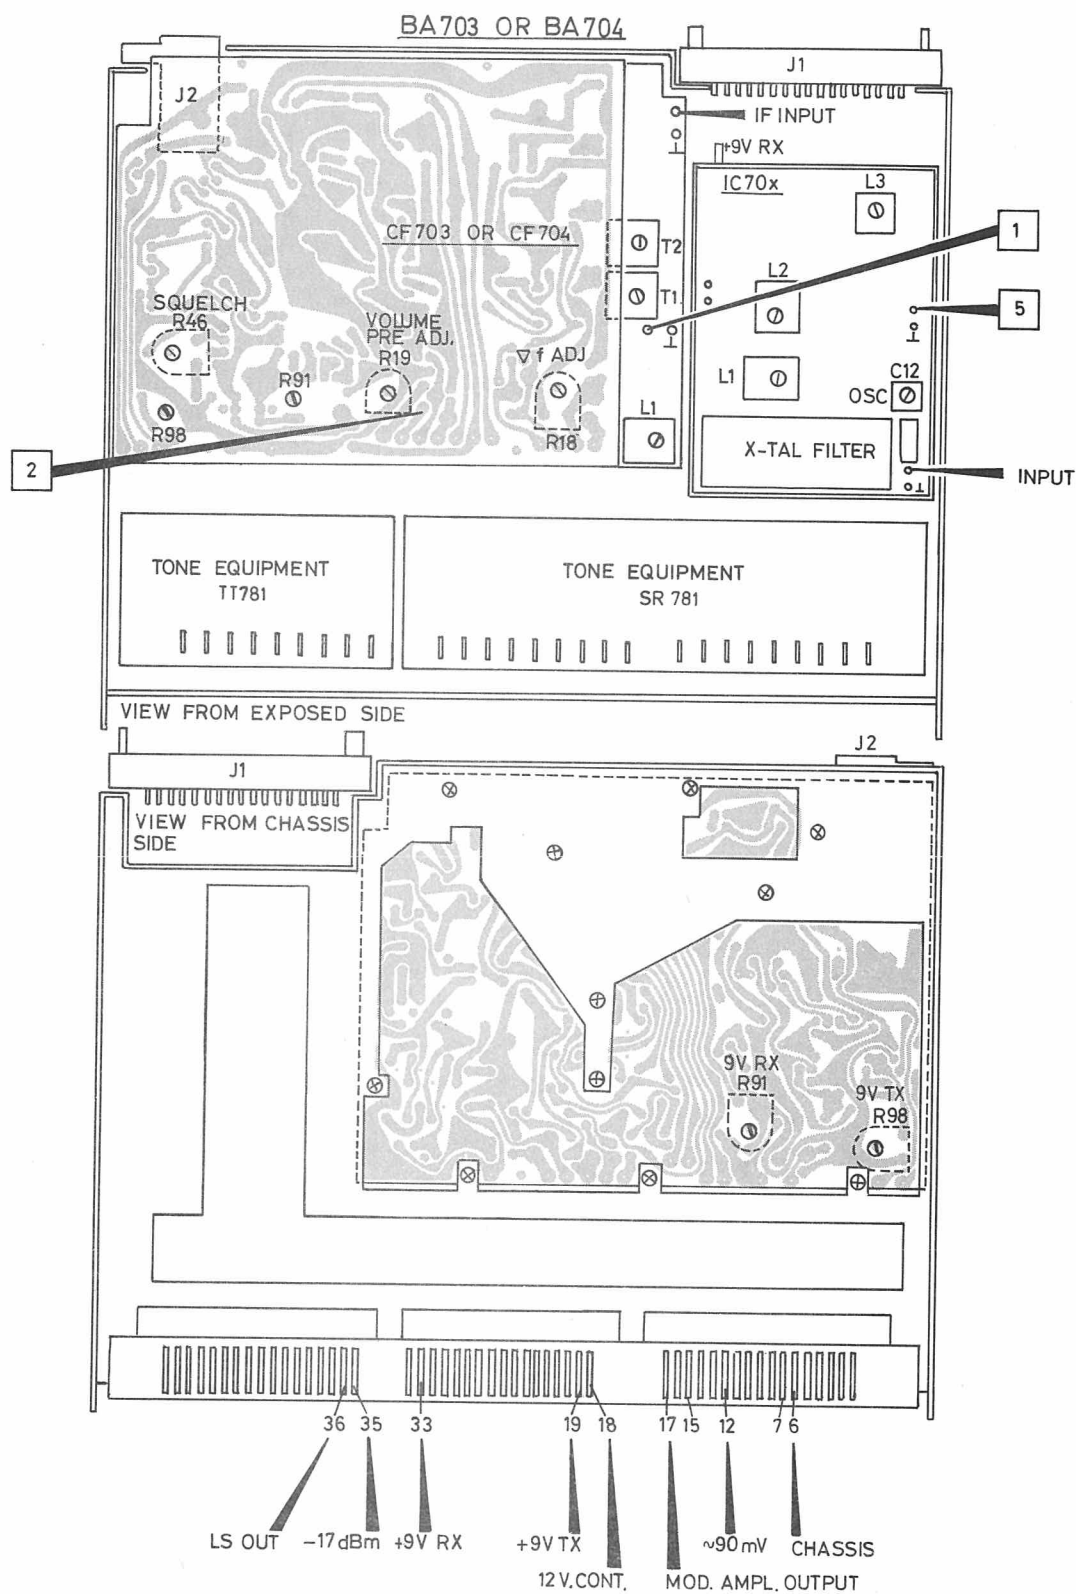 BA703 OR BA704
J1
J2
IF INPUT
+9V RX
IC70x
L3
CF703 OR CF704
1
T2
L2
T1
5
SQUELCH
R46
VOLUME
PRE ADJ.
R19
∇ f ADJ
R91
L1
C12
OSC
R98
R18
L1
X-TAL FILTER
2
INPUT
TONE EQUIPMENT
TT781
TONE EQUIPMENT
SR 781
VIEW FROM EXPOSED SIDE
J2
J1
VIEW FROM CHASSIS
SIDE
9V RX
R91
9V TX
R98
36 35 33 19 18 17 15 12 7 6
LS OUT -17dBm +9V RX +9V TX ~90mV CHASSIS
12V.CONT. MOD. AMPL. OUTPUT